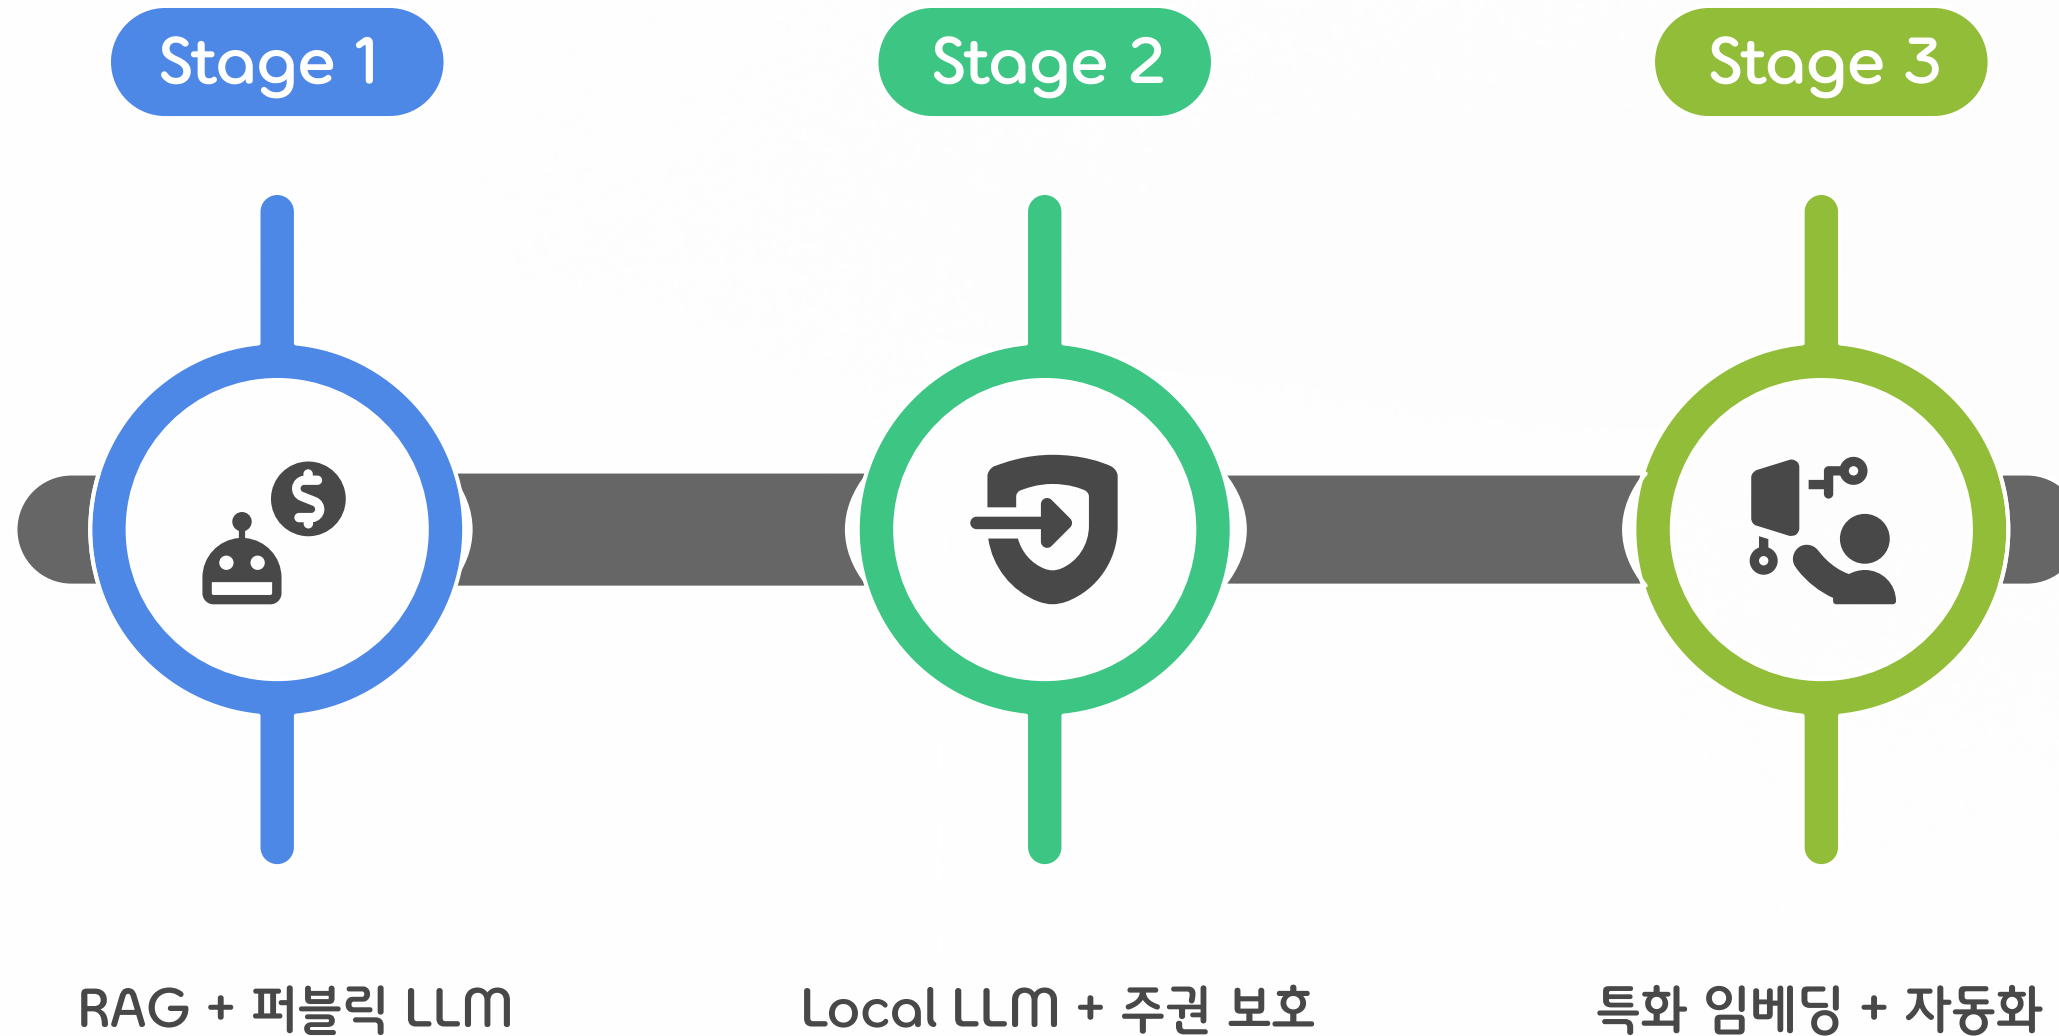 Stage 1
Stage 2
Stage 3
RAG + 퍼블릭 LLM
Local LLM + 주권 보호
특화 임베딩 + 자동화